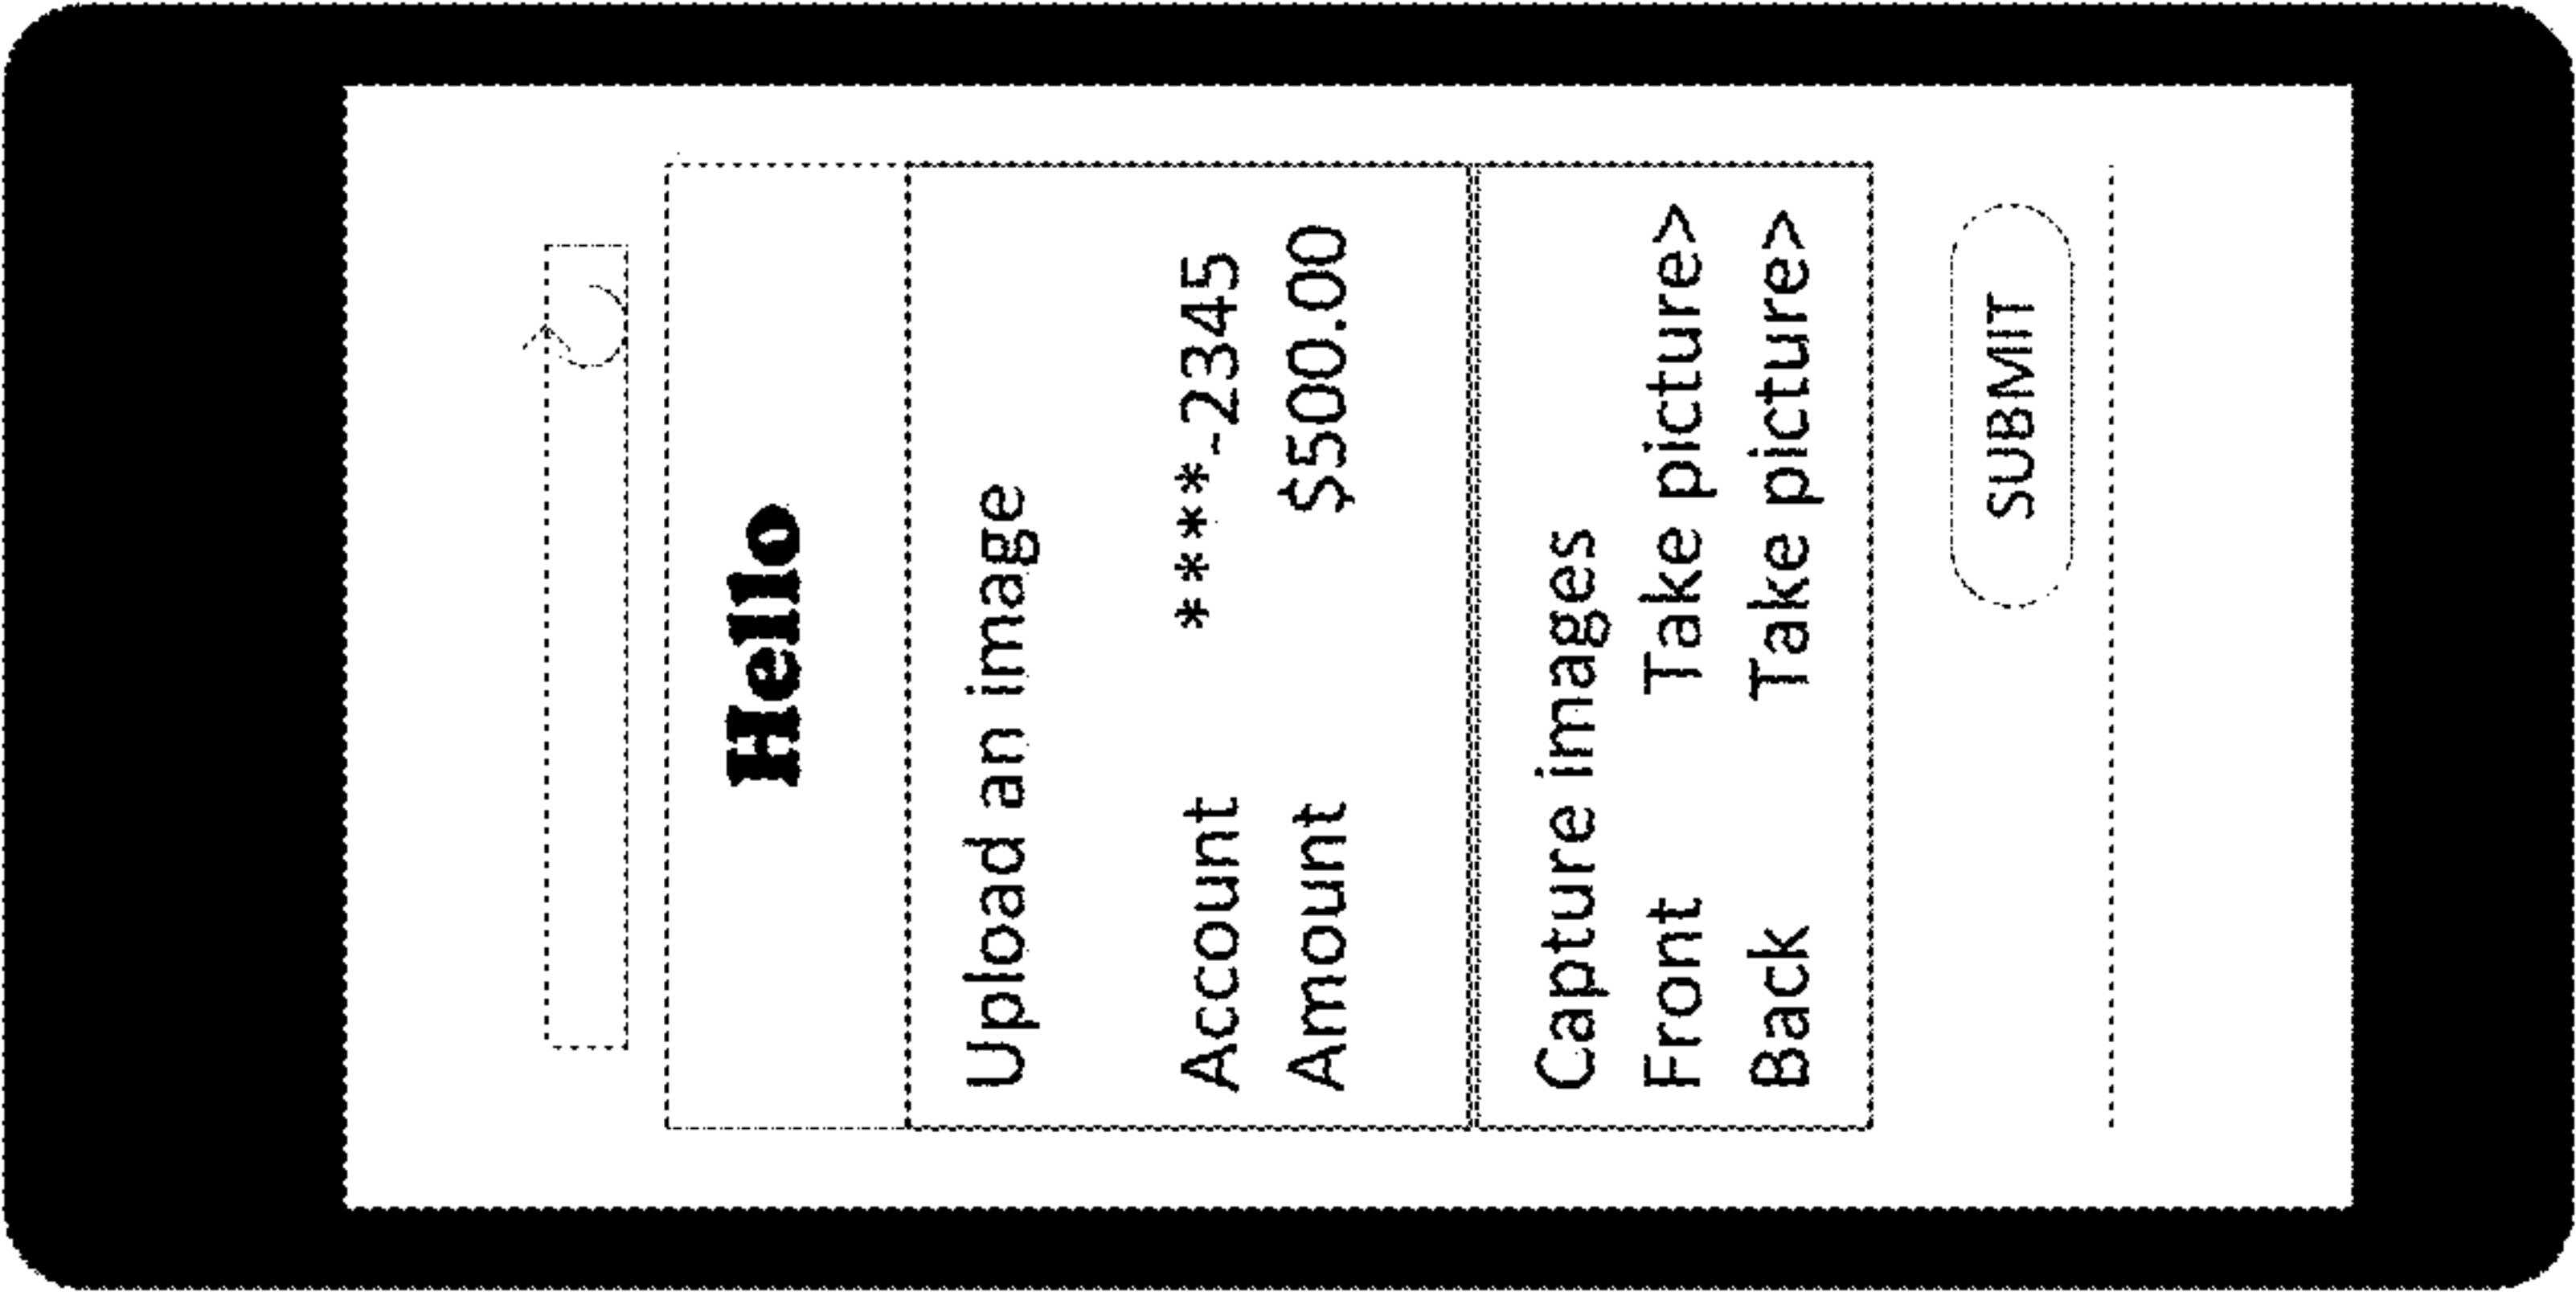 Hello
Upload an image
Account ****-2345
Amount $500.00
Capture images
Front Take picture>
Back Take picture>
SUBMIT